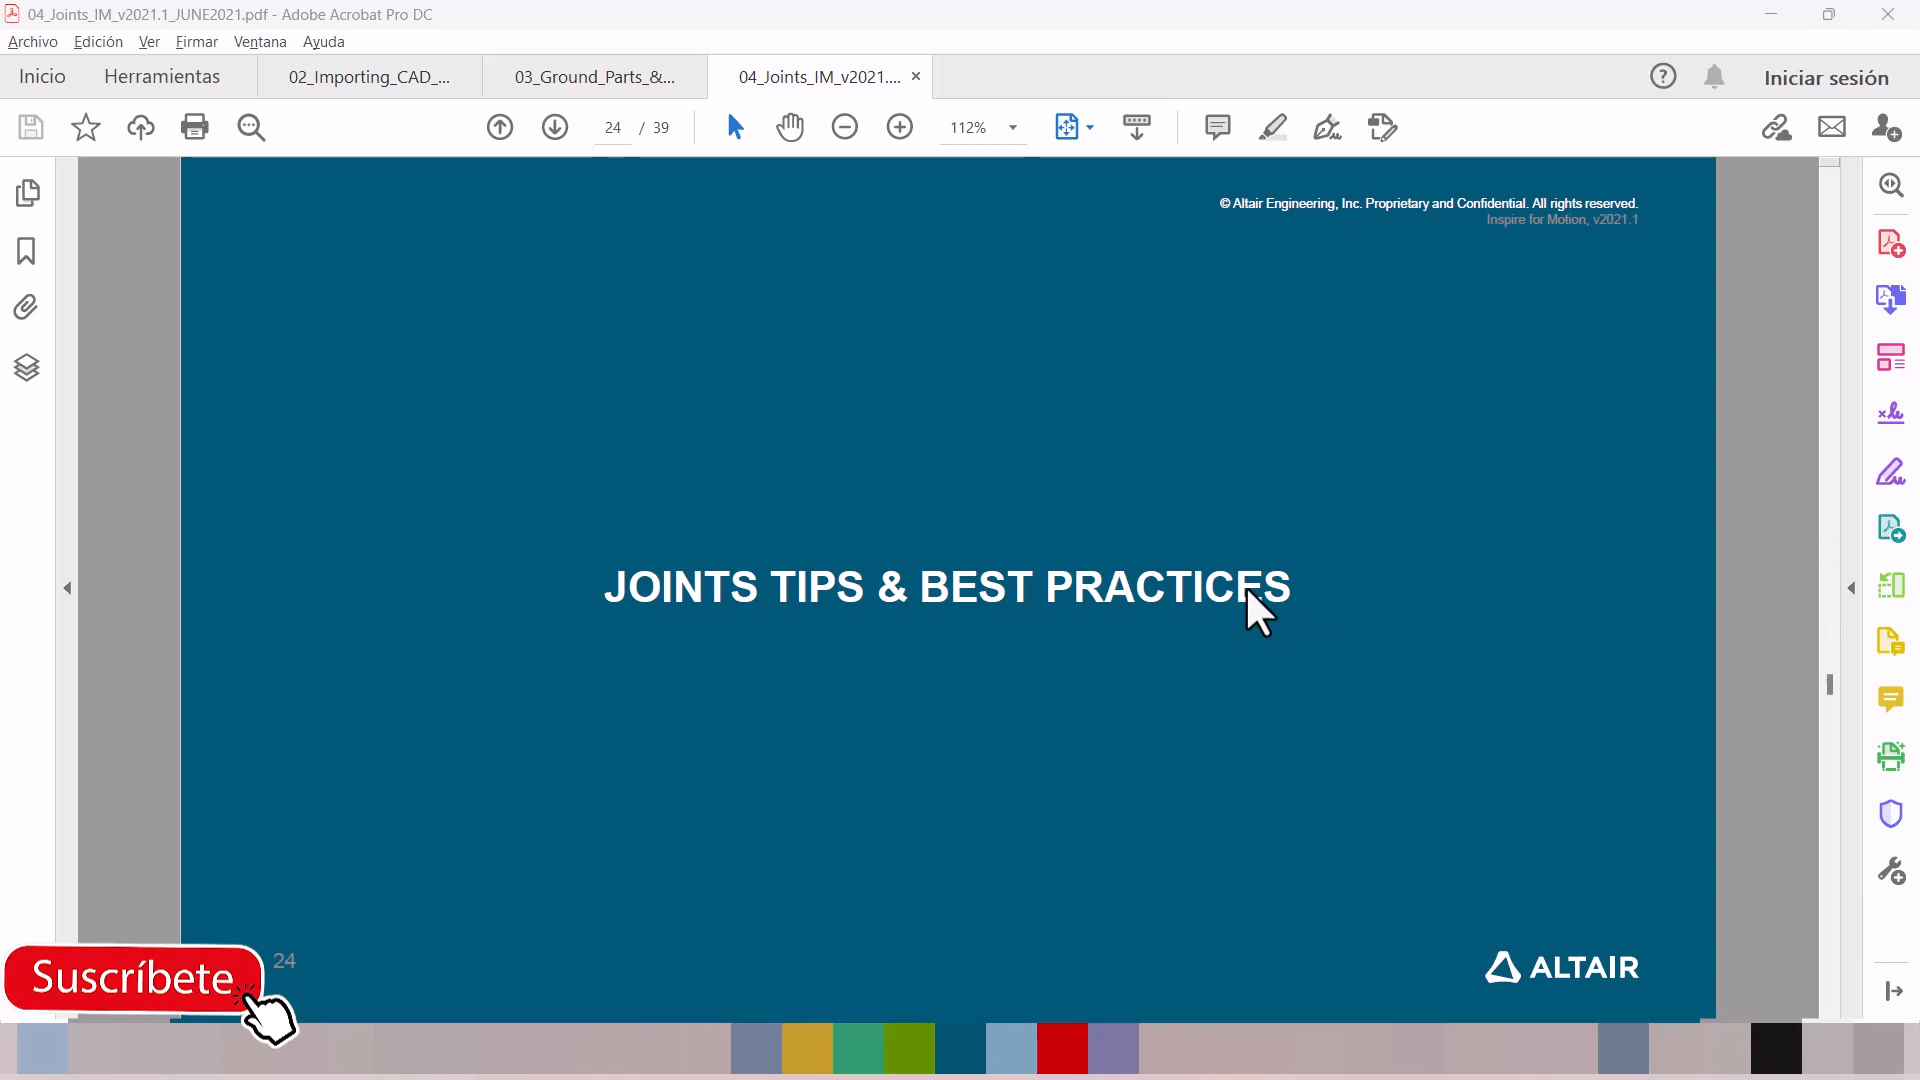 04_Joints_IM_v2021.1_JUNE2021.pdf - Adobe Acrobat Pro DC
Archivo Edición Ver Firmar Ventana Ayuda
Inicio Herramientas 02_Importing_CAD_... 03_Ground_Parts_&... 04_Joints_IM_v2021.... Iniciar sesión
24 / 39 112%
© Altair Engineering, Inc. Proprietary and Confidential. All rights reserved.
Inspire for Motion, v2021.1
JOINTS TIPS & BEST PRACTICES
24
ALTAIR
Suscríbete